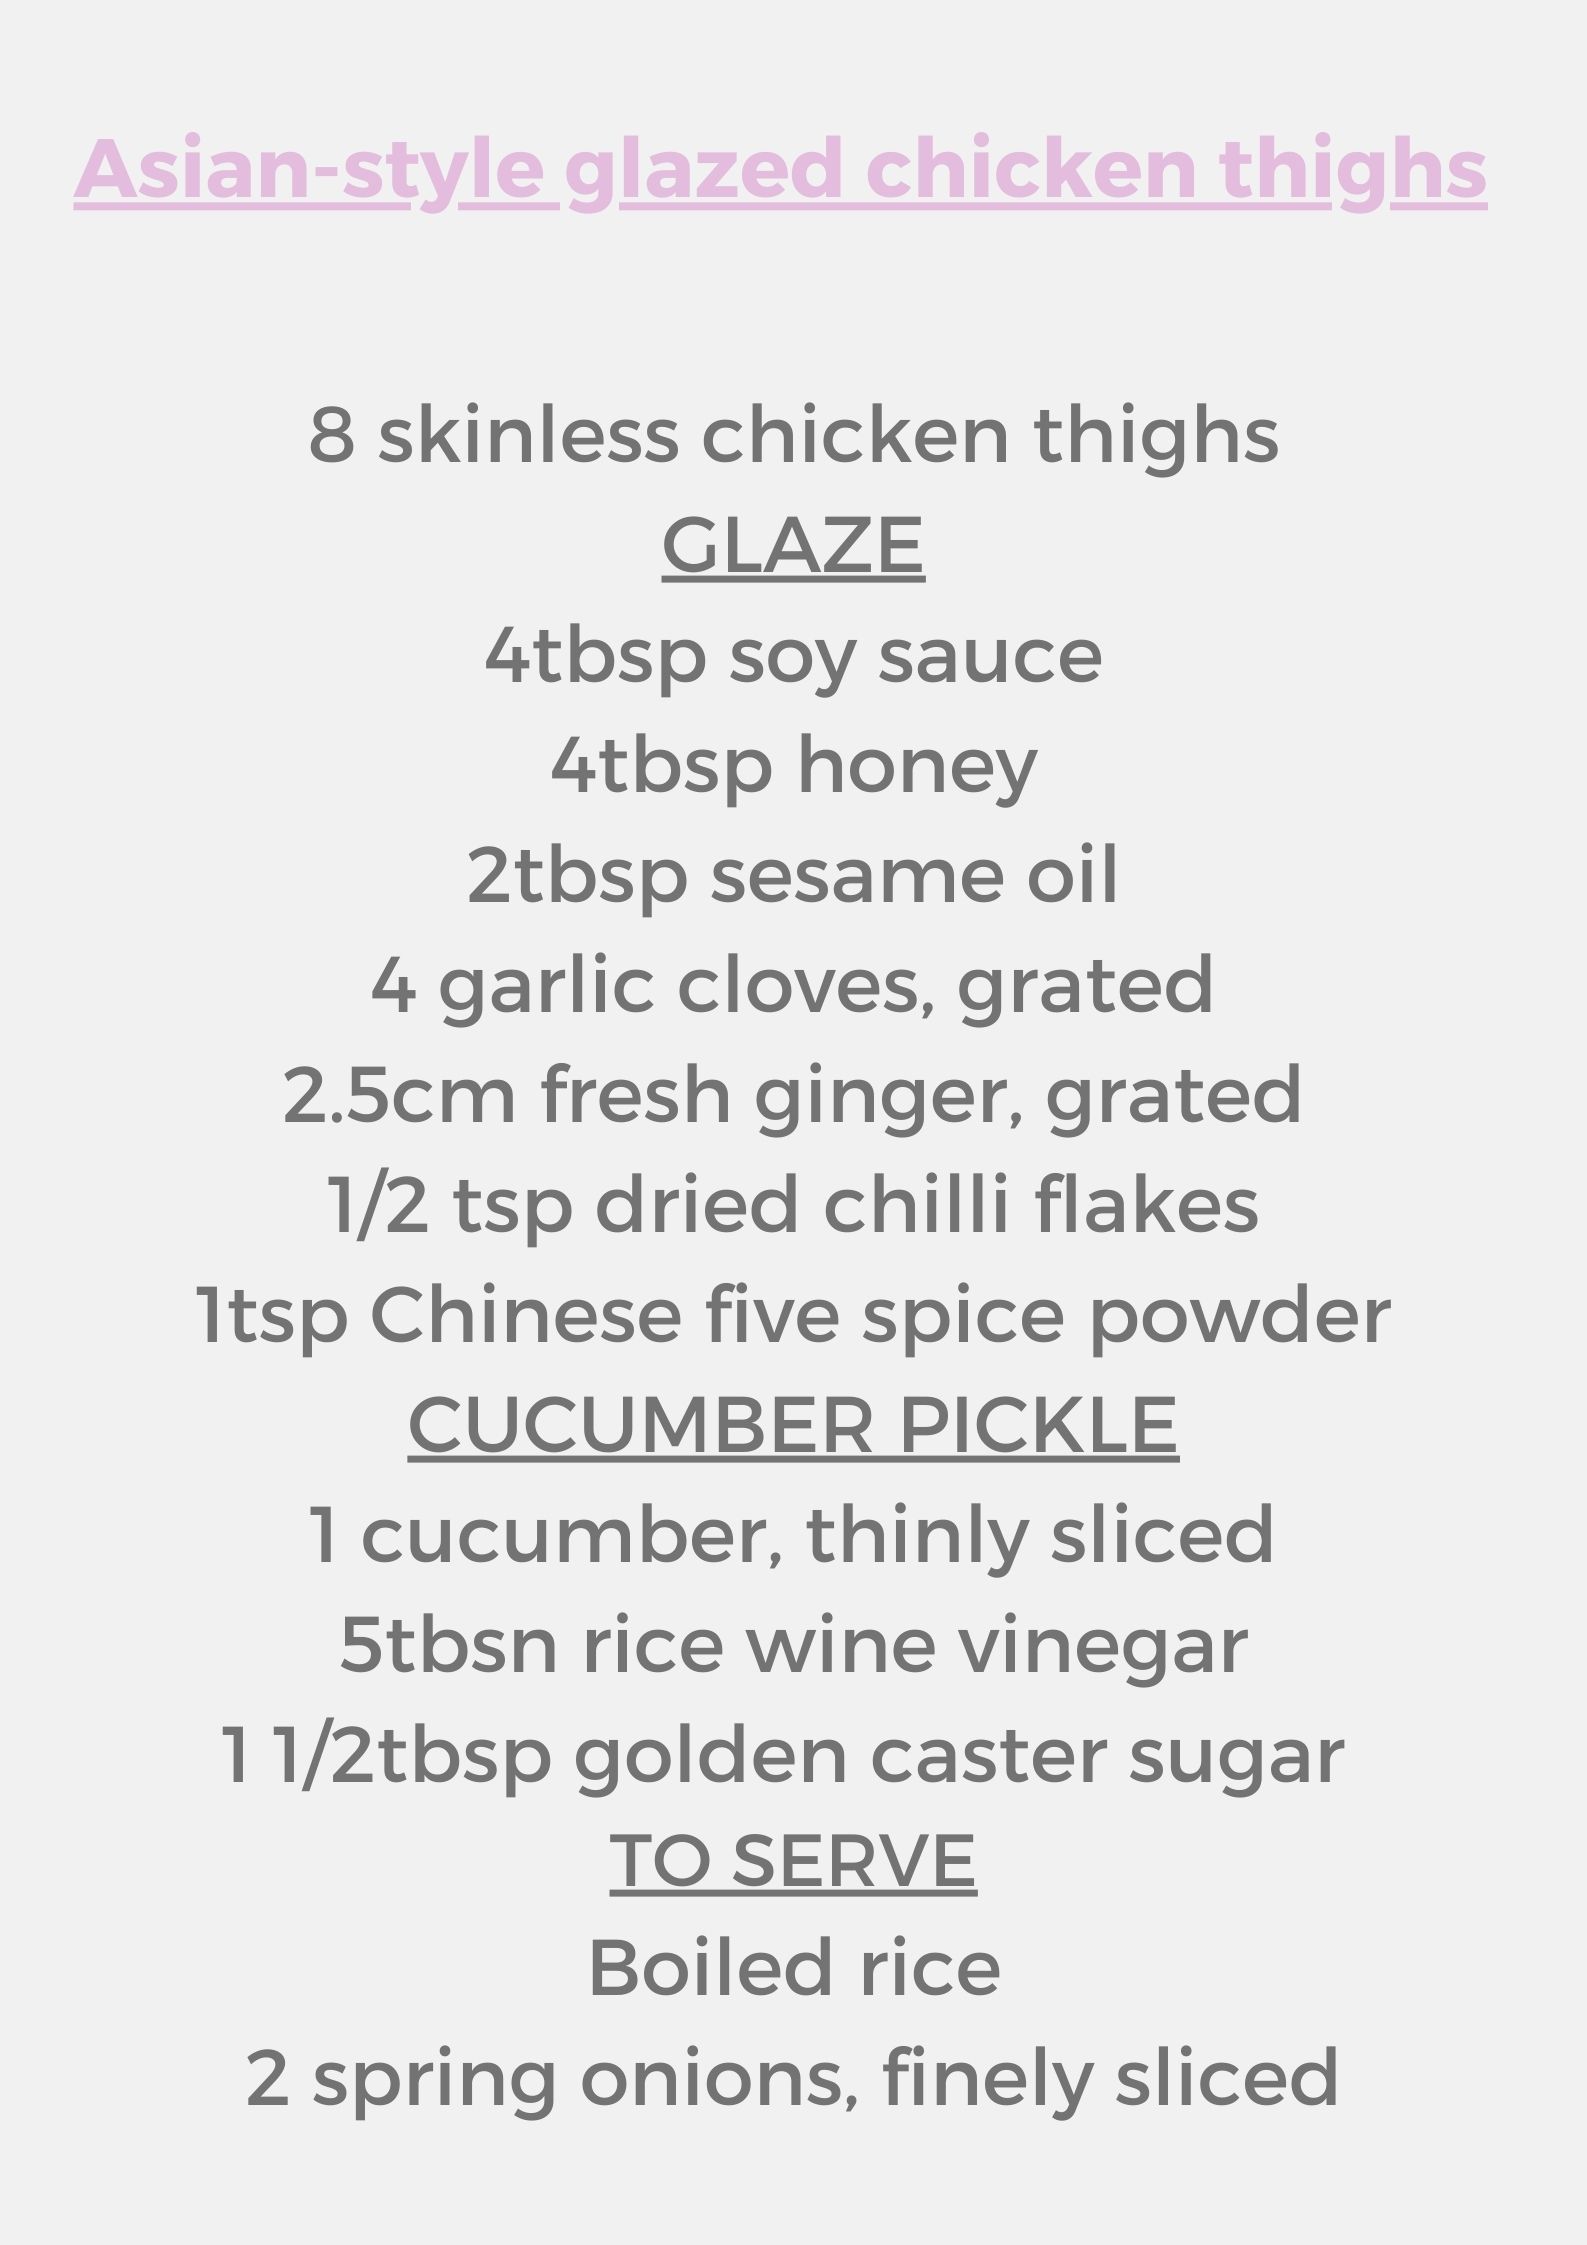 Asian-style glazed chicken thighs
8 skinless chicken thighs
GLAZE
4tbsp soy sauce
4tbsp honey
2tbsp sesame oil
4 garlic cloves, grated
2.5cm fresh ginger, grated
1/2 tsp dried chilli flakes
1tsp Chinese five spice powder
CUCUMBER PICKLE
1 cucumber, thinly sliced
5tbsn rice wine vinegar
1 1/2tbsp golden caster sugar
TO SERVE
Boiled rice
2 spring onions, finely sliced